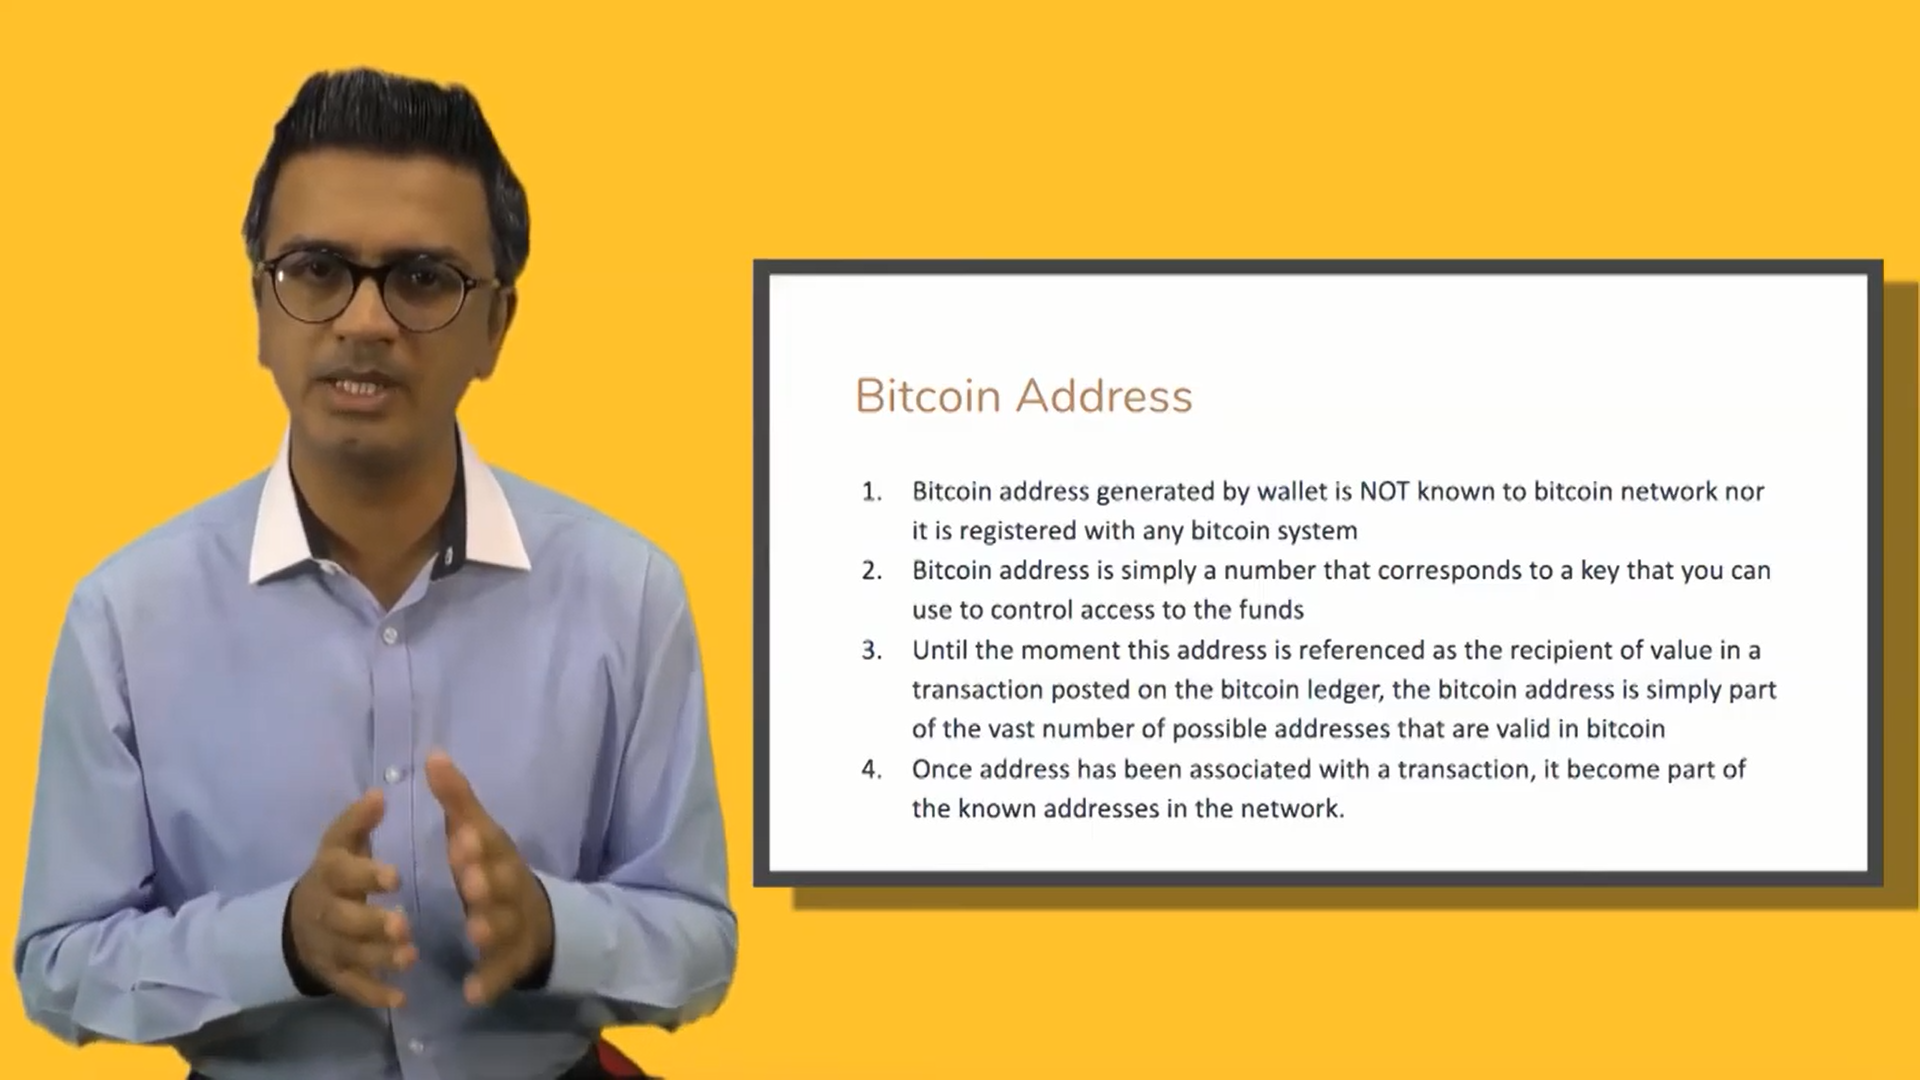 Bitcoin Address
1. Bitcoin address generated by wallet is NOT known to bitcoin network nor
it is registered with any bitcoin system
2. Bitcoin address is simply a number that corresponds to a key that you can
use to control access to the funds
3. Until the moment this address is referenced as the recipient of value in a
transaction posted on the bitcoin ledger, the bitcoin address is simply part
of the vast number of possible addresses that are valid in bitcoin
4. Once address has been associated with a transaction, it become part of
the known addresses in the network.